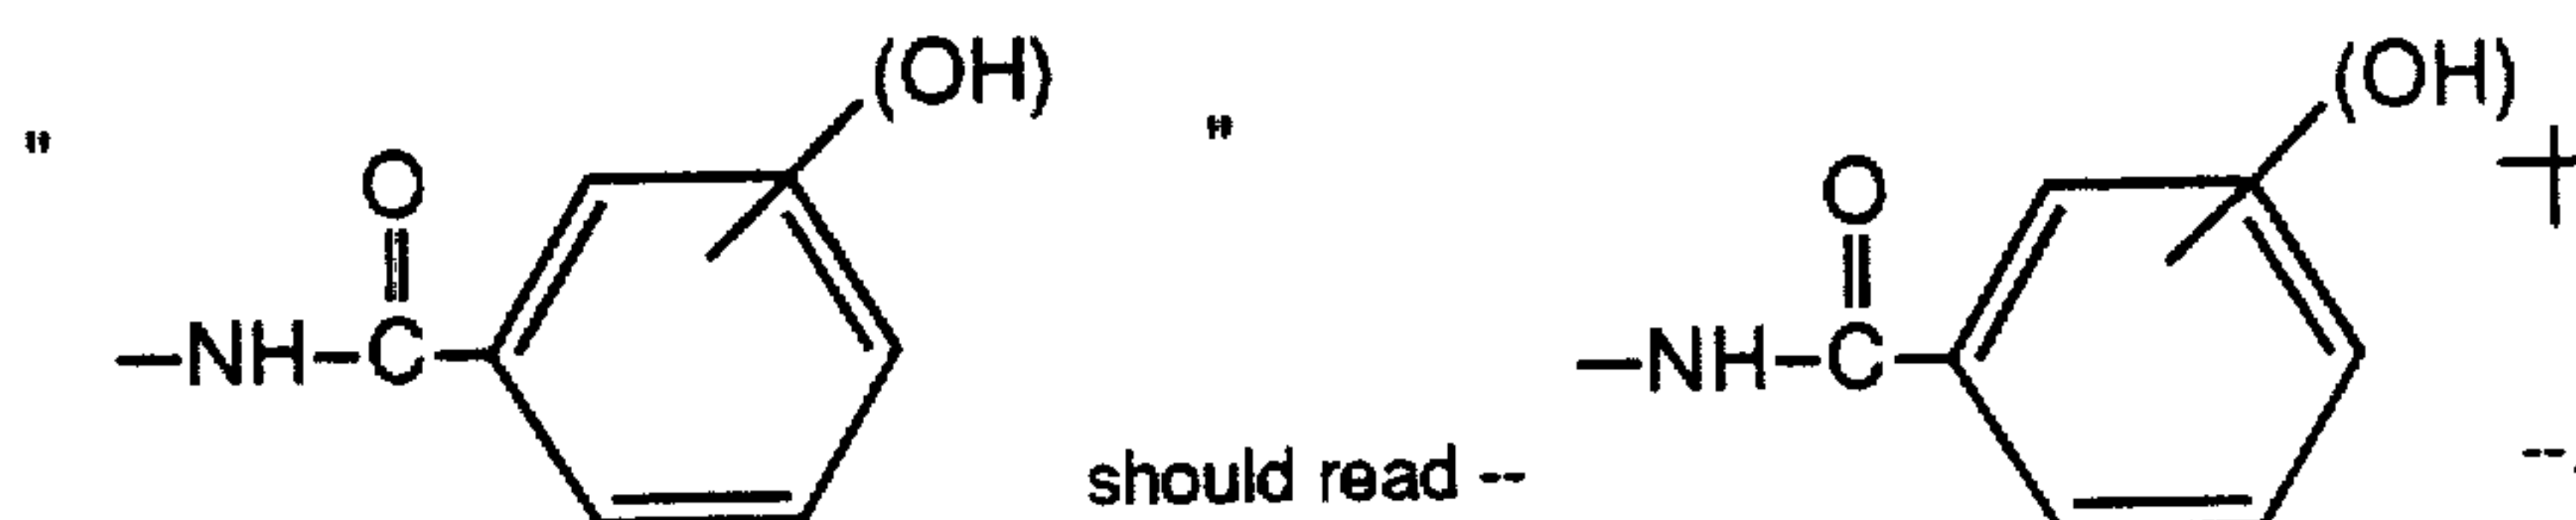 (OH) (OH)
" " +
O O
—NH—C— —NH—C—
should read -- --.